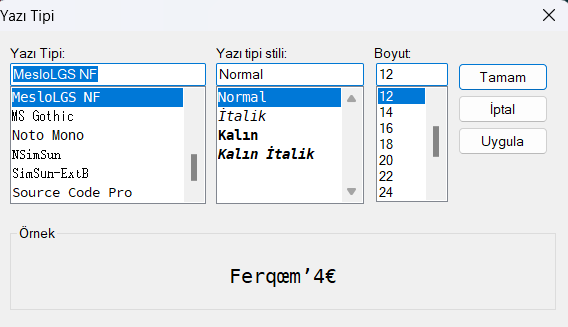 Yazı Tipi
Yazı Tipi:
MesloLGS NF
MesloLGS NF
MS Gothic
Noto Mono
NSimSun
SimSun-ExtB
Source Code Pro
Yazı tipi stili:
Normal
Normal
İtalik
Kalın
Kalın İtalik
Boyut:
12
12
14
16
18
20
22
24
Tamam
İptal
Uygula
Örnek
Ferqœm’4€